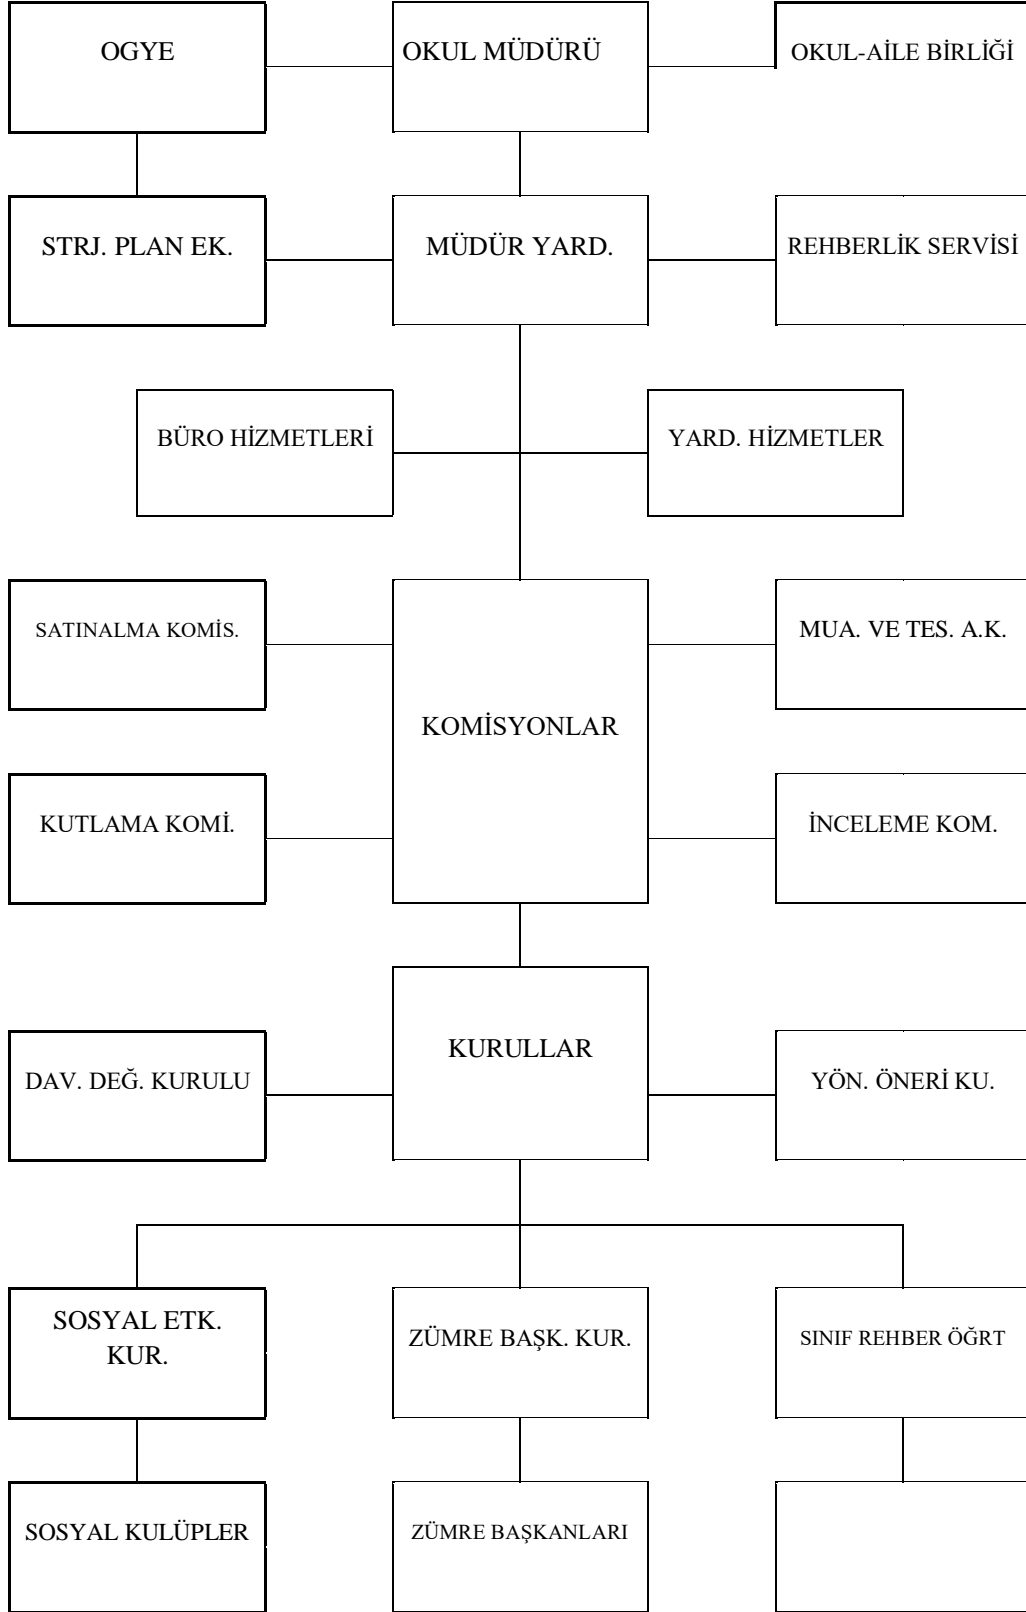 OGYE
OKUL MÜDÜRÜ
OKUL-AİLE BİRLİĞİ
STRJ. PLAN EK.
MÜDÜR YARD.
REHBERLİK SERVİSİ
BÜRO HİZMETLERİ
YARD. HİZMETLER
SATINALMA KOMİS.
MUA. VE TES. A.K.
KOMİSYONLAR
KUTLAMA KOMİ.
İNCELEME KOM.
KURULLAR
DAV. DEĞ. KURULU
YÖN. ÖNERİ KU.
SOSYAL ETK.
KUR.
ZÜMRE BAŞK. KUR.
SINIF REHBER ÖĞRT
SOSYAL KULÜPLER
ZÜMRE BAŞKANLARI